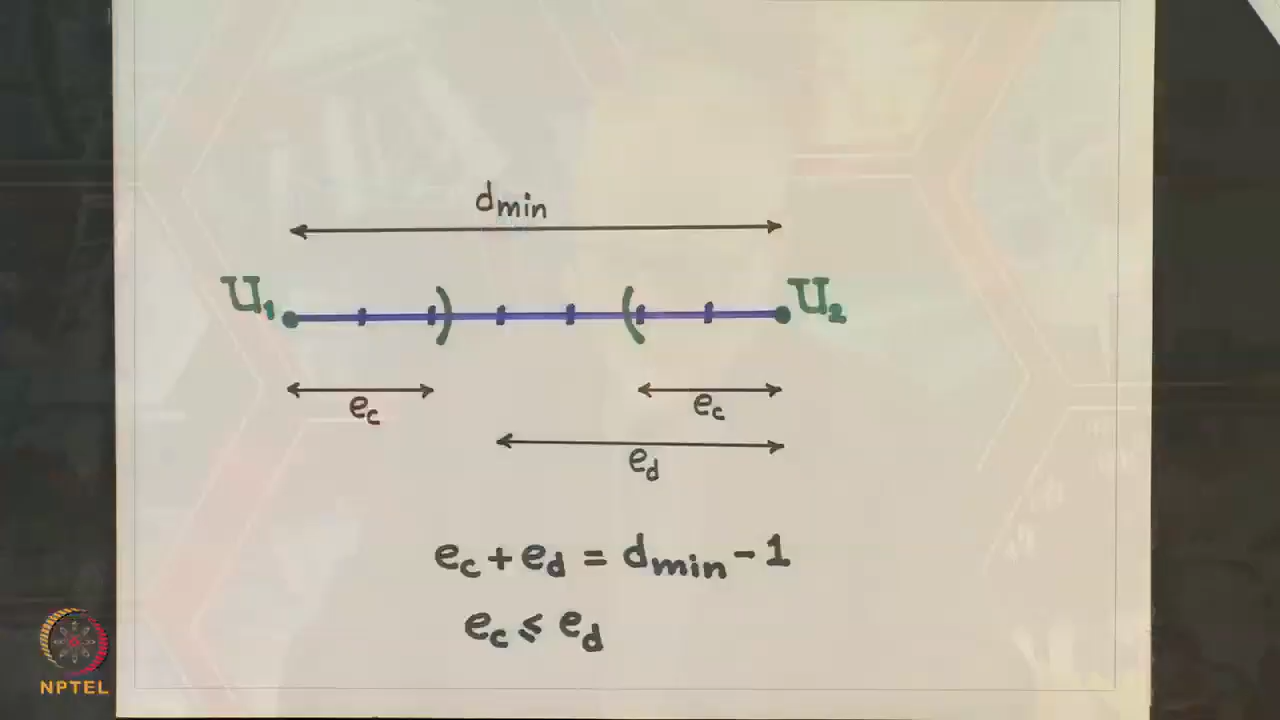 dmin
U₁ U₂
ec ec
ed
ec + ed = dmin - 1
ec ≤ ed
NPTEL